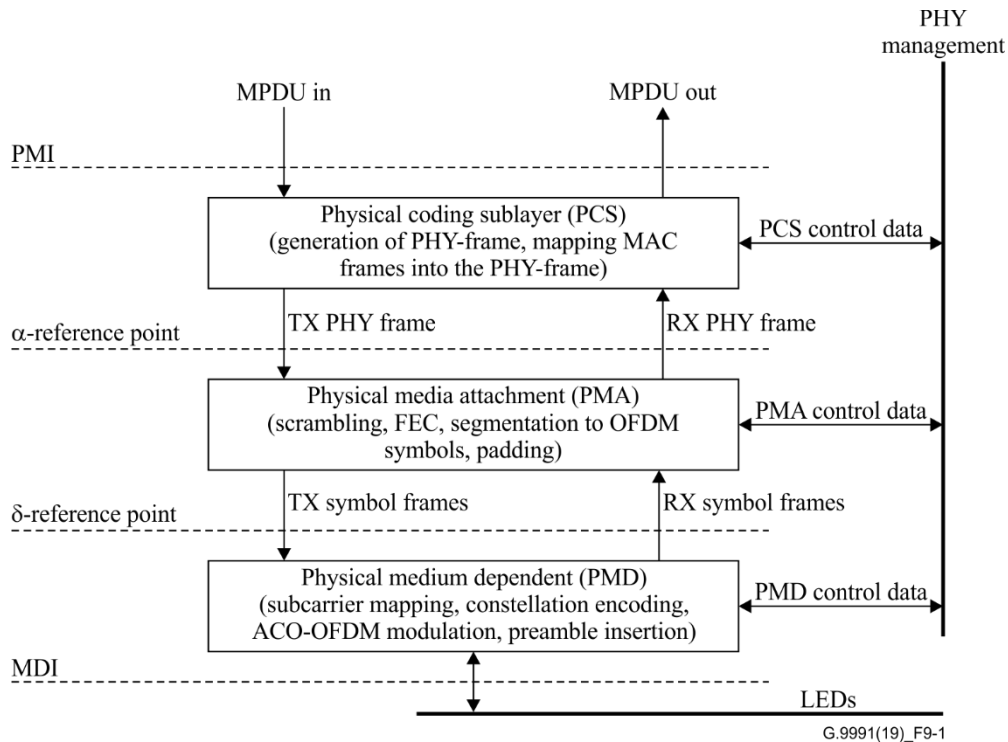 PHY
management
MPDU in
MPDU out
PMI
Physical coding sublayer (PCS)
(generation of PHY-frame, mapping MAC
frames into the PHY-frame)
PCS control data
TX PHY frame
RX PHY frame
α-reference point
Physical media attachment (PMA)
(scrambling, FEC, segmentation to OFDM
symbols, padding)
PMA control data
TX symbol frames
RX symbol frames
δ-reference point
Physical medium dependent (PMD)
(subcarrier mapping, constellation encoding,
ACO-OFDM modulation, preamble insertion)
PMD control data
MDI
LEDs
G.9991(19)_F9-1